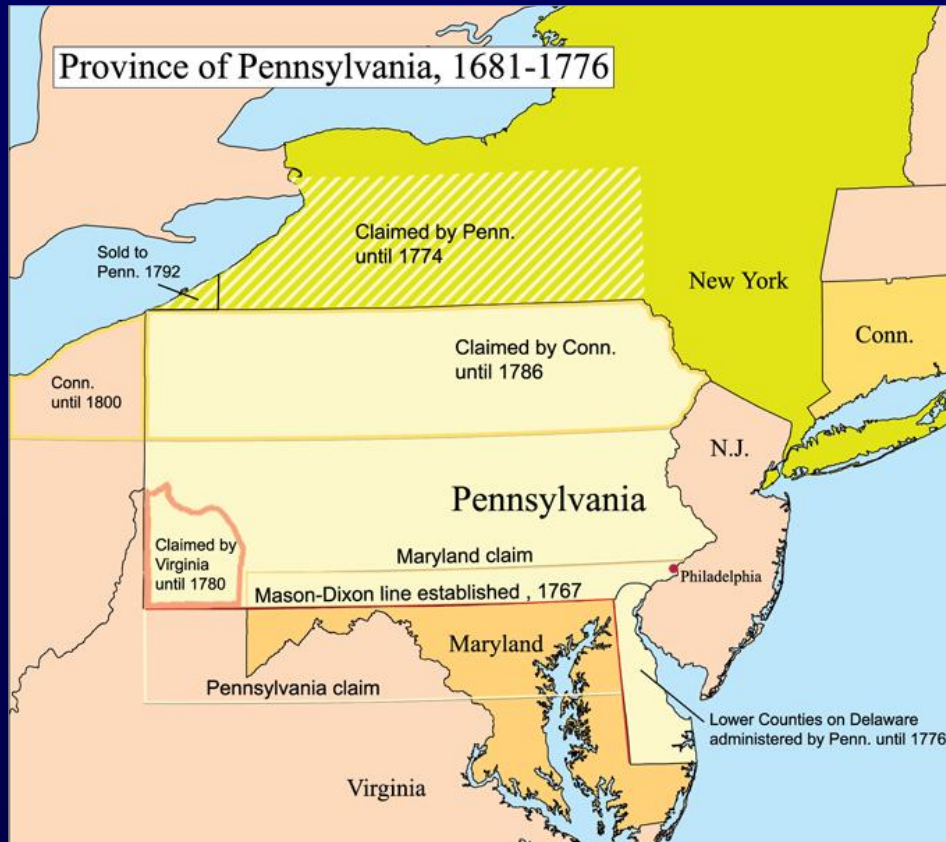 Province of Pennsylvania, 1681-1776
Claimed by Penn.
until 1774
Sold to
Penn. 1792
New York
Conn.
Claimed by Conn.
until 1786
Conn.
until 1800
N.J.
Pennsylvania
Claimed by
Virginia
until 1780
Maryland claim
Philadelphia
Mason-Dixon line established , 1767
Maryland
Pennsylvania claim
Lower Counties on Delaware
administered by Penn. until 1776
Virginia